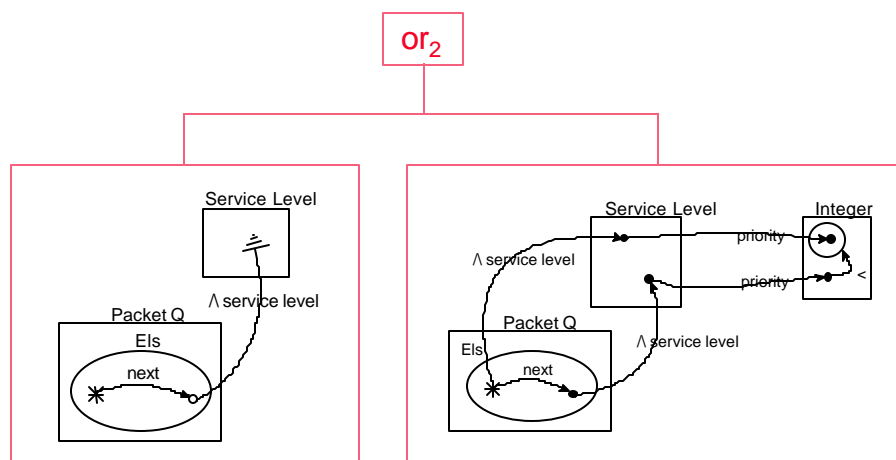 or2
Service Level
/\ service level
Packet Q
Els
next
Service Level
Integer
priority
/\ service level
priority
<
Packet Q
/\ service level
Els
next